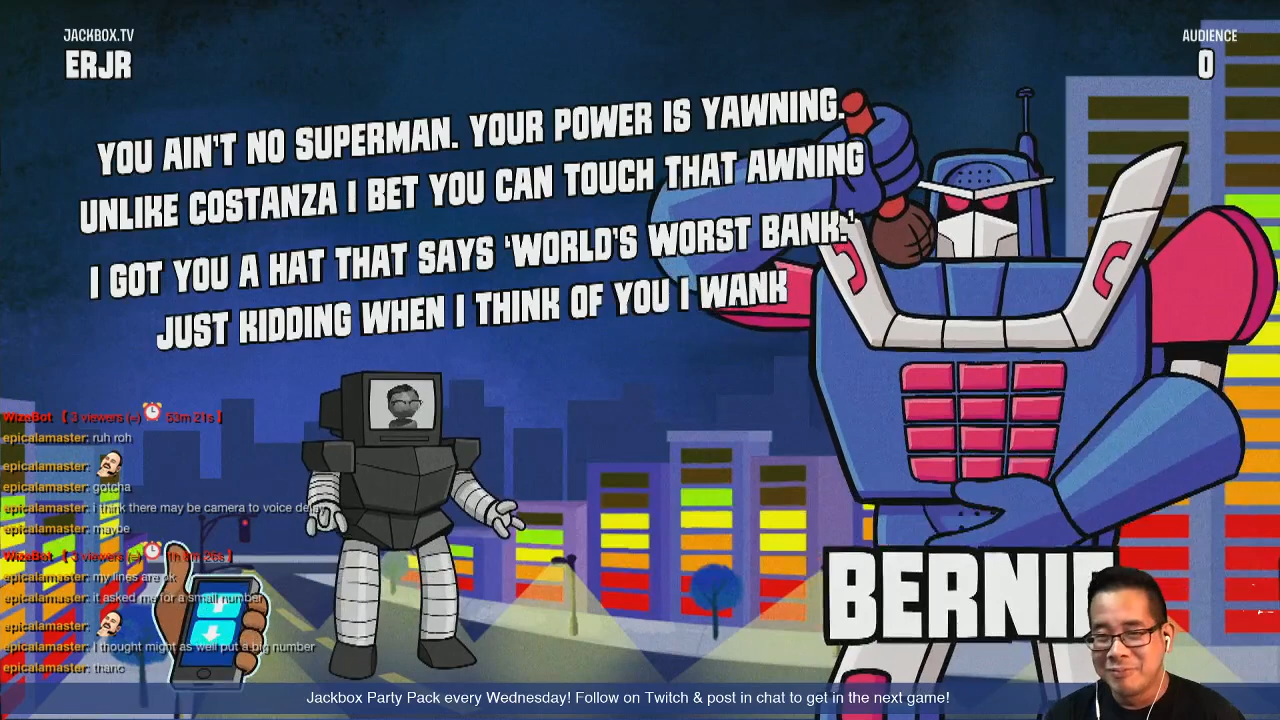 JACKBOX.TV
ERJR
AUDIENCE
0
YOU AIN'T NO SUPERMAN. YOUR POWER IS YAWNING.
UNLIKE COSTANZA I BET YOU CAN TOUCH THAT AWNING
I GOT YOU A HAT THAT SAYS 'WORLD'S WORST BANK.'
JUST KIDDING WHEN I THINK OF YOU I WANK
WizeBot 【 3 viewers (=) 53m 21s 】
epicalamaster: ruh roh
epicalamaster:
epicalamaster: gotcha
epicalamaster: i think there may be camera to voice
epicalamaster: maybe
WizeBot 【 3 viewers (=) 26s 】
epicalamaster: my lines are ok
epicalamaster: it asked me for a small number
epicalamaster:
epicalamaster: I thought might as well put a big number
epicalamaster: thanc
BERNIE
Jackbox Party Pack every Wednesday! Follow on Twitch & post in chat to get in the next game!